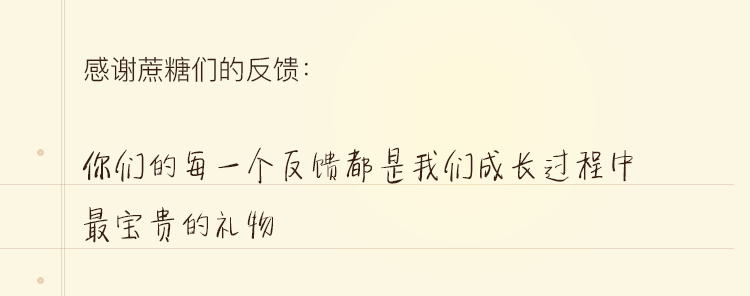 感谢蔗糖们的反馈：
你们的每一个反馈都是我们成长过程中
最宝贵的礼物